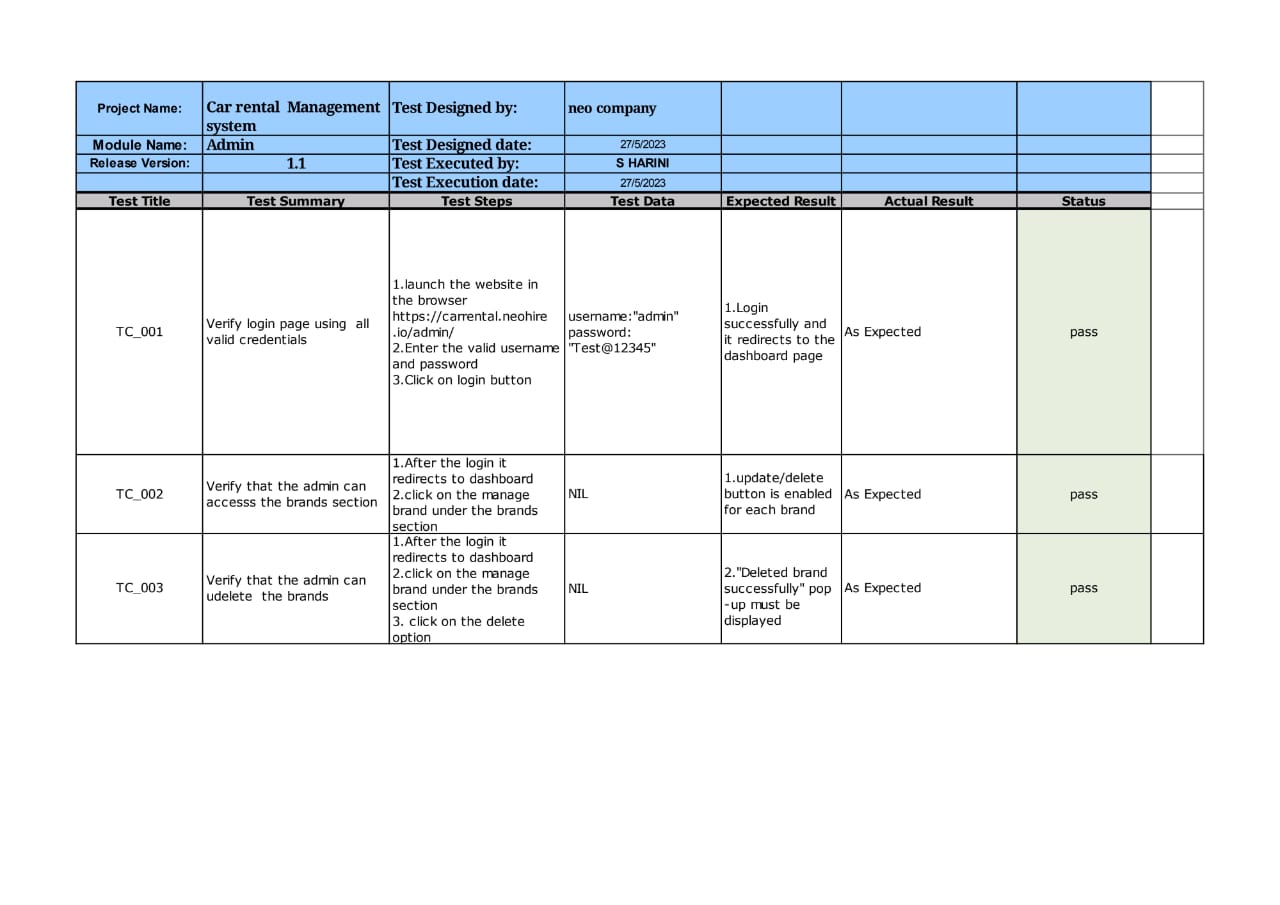 Project Name:
Car rental  Management
system
Test Designed by:
neo company
Module Name:
Admin
Test Designed date:
27/5/2023
Release Version:
1.1
Test Executed by:
S HARINI
Test Execution date:
27/5/2023
Test Title
Test Summary
Test Steps
Test Data
Expected Result
Actual Result
Status
TC_001
Verify login page using  all
valid credentials
1.launch the website in
the browser
https://carrental.neohire
.io/admin/
2.Enter the valid username
and password
3.Click on login button
username:"admin"
password:
"Test@12345"
1.Login
successfully and
it redirects to the
dashboard page
As Expected
pass
TC_002
Verify that the admin can
accesss the brands section
1.After the login it
redirects to dashboard
2.click on the manage
brand under the brands
section
NIL
1.update/delete
button is enabled
for each brand
As Expected
pass
TC_003
Verify that the admin can
udelete  the brands
1.After the login it
redirects to dashboard
2.click on the manage
brand under the brands
section
3. click on the delete
option
NIL
2."Deleted brand
successfully" pop
-up must be
displayed
As Expected
pass